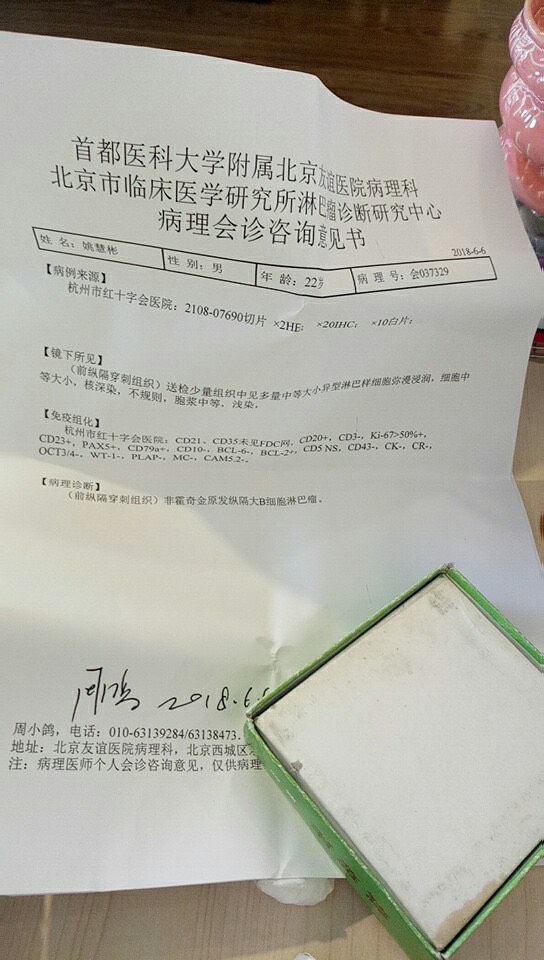 首都医科大学附属北京友谊医院病理科
北京市临床医学研究所淋巴瘤诊断研究中心
病理会诊咨询意见书
2018-6-6
姓 名：姚慧彬 性 别：男 年 龄：22岁 病 理 号：会037329
【病例来源】
杭州市红十字会医院：2108-07690切片 ×2HE； ×20IHC； ×10白片；
【镜下所见】
（前纵隔穿刺组织）送检少量组织中见多量中等大小异型淋巴样细胞弥漫浸润，细胞中
等大小，核深染，不规则，胞浆中等，浅染，
【免疫组化】
杭州市红十字会医院：CD21、CD35未见FDC网，CD20+，CD3-，Ki-67>50%+，
CD23+，PAX5+，CD79a+，CD10-，BCL-6-，BCL-2+，CD5 NS，CD43-，CK-，CR-，
OCT3/4-，WT-1-，PLAP-，MC-，CAM5.2-。
【病理诊断】
（前纵隔穿刺组织）非霍奇金原发纵隔大B细胞淋巴瘤。
2018.6.
周小鸽，电话：010-63139284/63138473.
地址：北京友谊医院病理科，北京西城区
注：病理医师个人会诊咨询意见，仅供病理